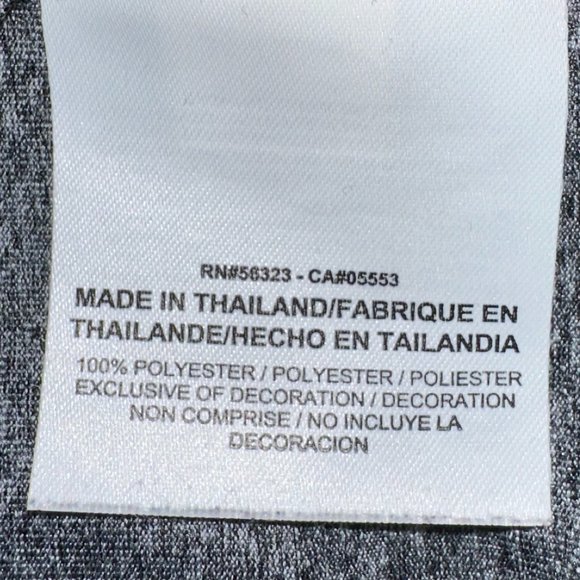 RN#56323 - CA#05553
MADE IN THAILAND/FABRIQUE EN
THAILANDE/HECHO EN TAILANDIA
100% POLYESTER / POLYESTER / POLIESTER
EXCLUSIVE OF DECORATION / DECORATION
NON COMPRISE / NO INCLUYE LA
DECORACION